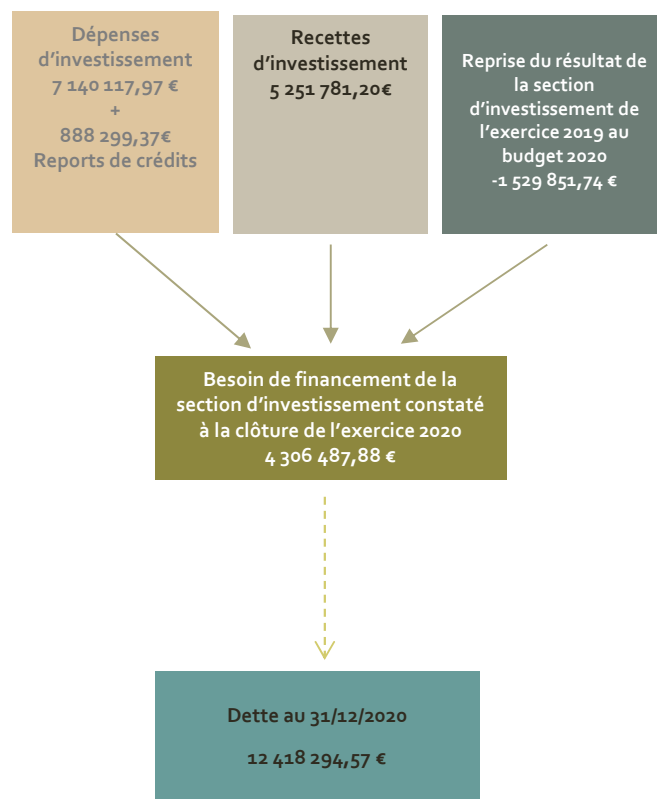 Dépenses
d’investissement
7 140 117,97 €
+
888 299,37€
Reports de crédits
Recettes
d’investissement
5 251 781,20€
Reprise du résultat de
la section
d’investissement de
l’exercice 2019 au
budget 2020
-1 529 851,74 €
Besoin de financement de la
section d’investissement constaté
à la clôture de l’exercice 2020
4 306 487,88 €
Dette au 31/12/2020
12 418 294,57 €